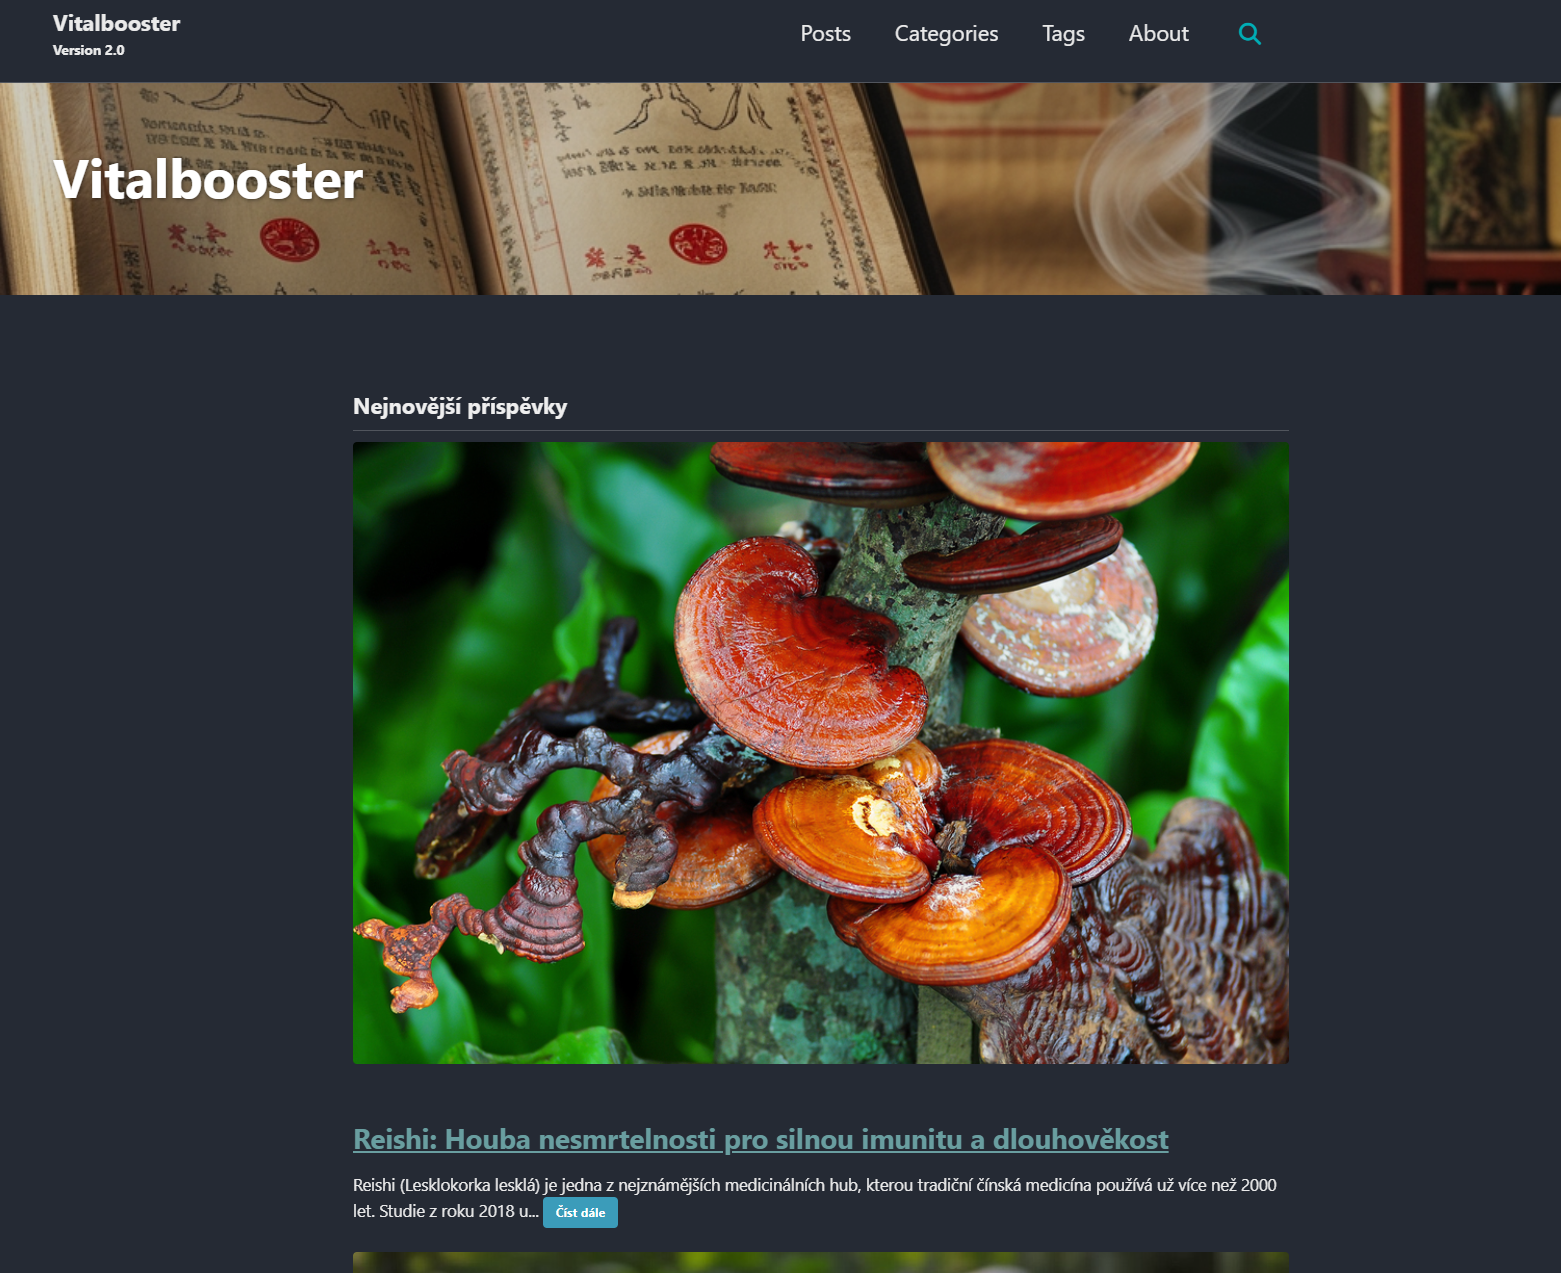 Vitalbooster
Version 2.0
Posts
Categories
Tags
About
Vitalbooster
Nejnovější příspěvky
Reishi: Houba nesmrtelnosti pro silnou imunitu a dlouhověkost
Reishi (Lesklokorka lesklá) je jedna z nejznámějších medicinálních hub, kterou tradiční čínská medicína používá už více než 2000
let. Studie z roku 2018 u... Číst dále